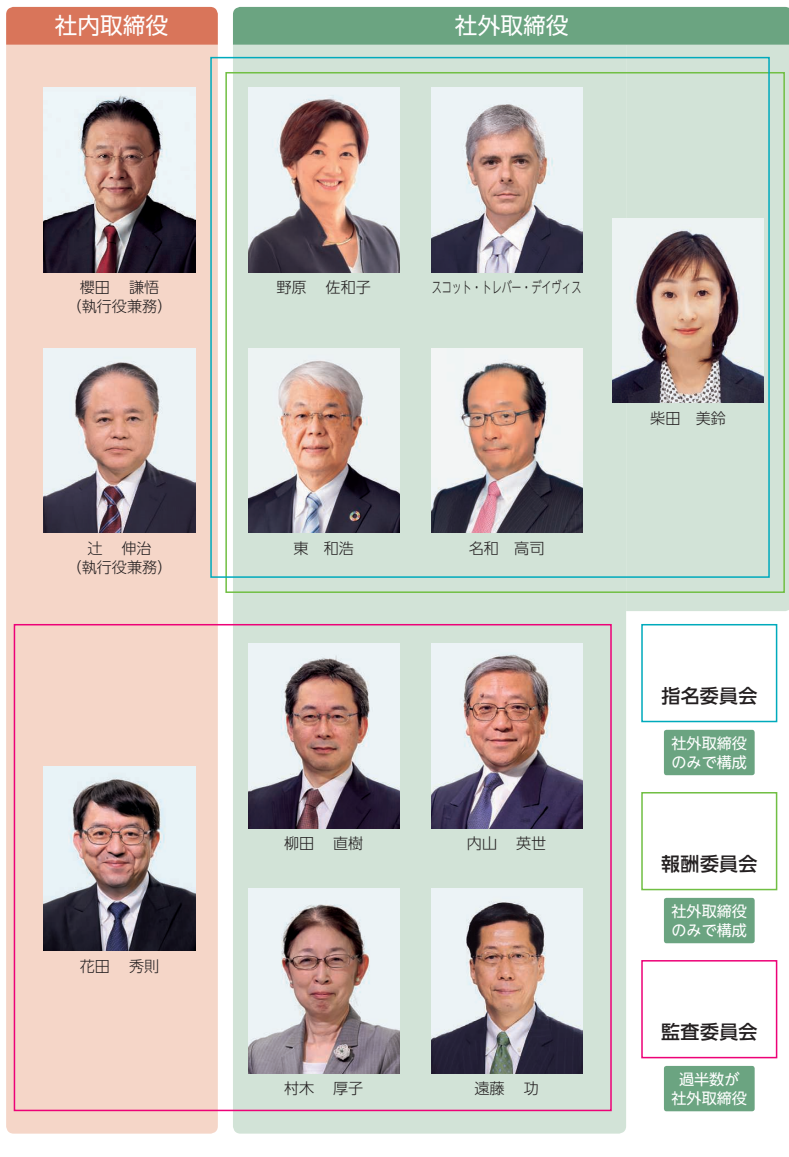 社内取締役
社外取締役
櫻田　謙悟
（執行役兼務）
野原　佐和子
スコット・トレバー・デイヴィス
柴田　美鈴
辻　伸治
（執行役兼務）
東　和浩
名和　高司
指名委員会
社外取締役
のみで構成
柳田　直樹
内山　英世
報酬委員会
社外取締役
のみで構成
花田　秀則
監査委員会
過半数が
社外取締役
村木　厚子
遠藤　功